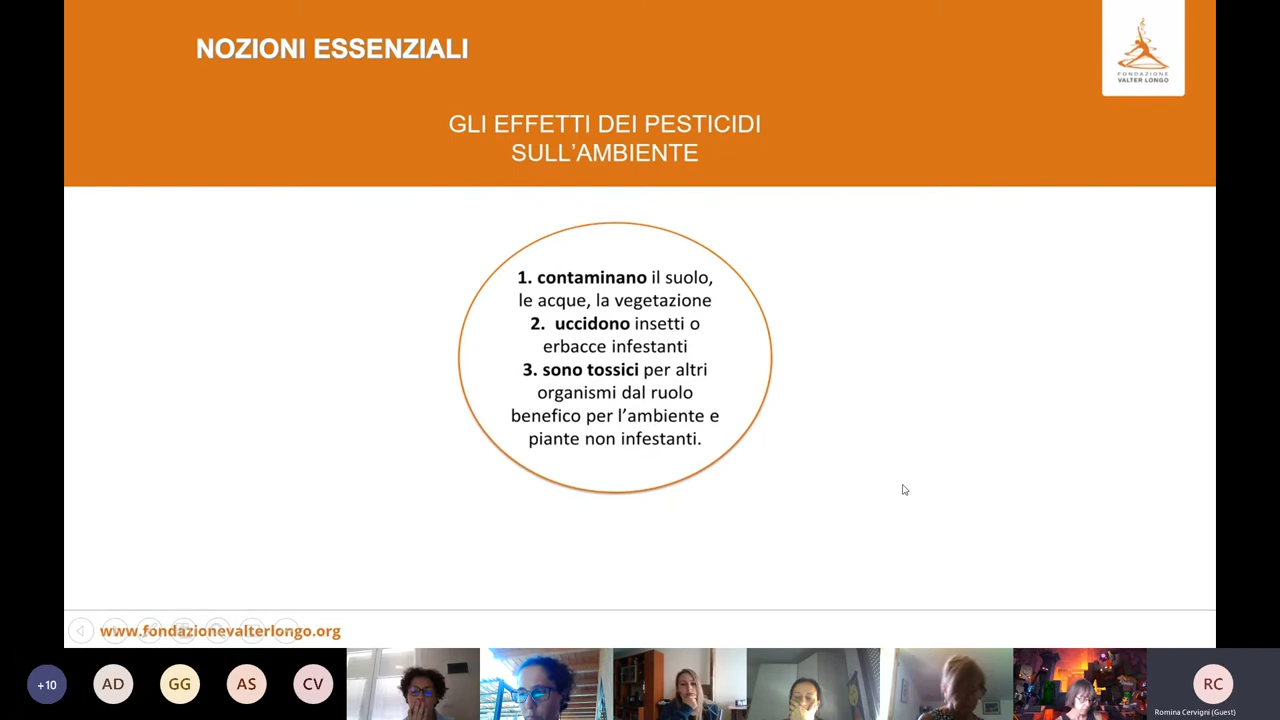 NOZIONI ESSENZIALI
FONDAZIONE
VALTER LONGO
GLI EFFETTI DEI PESTICIDI
SULL'AMBIENTE
1. contaminano il suolo,
le acque, la vegetazione
2. uccidono insetti o
erbacce infestanti
3. sono tossici per altri
organismi dal ruolo
benefico per l'ambiente e
piante non infestanti.
www.fondazionevalterlongo.org
+10
AD
GG
AS
CV
RC
Romina Cervigni (Guest)